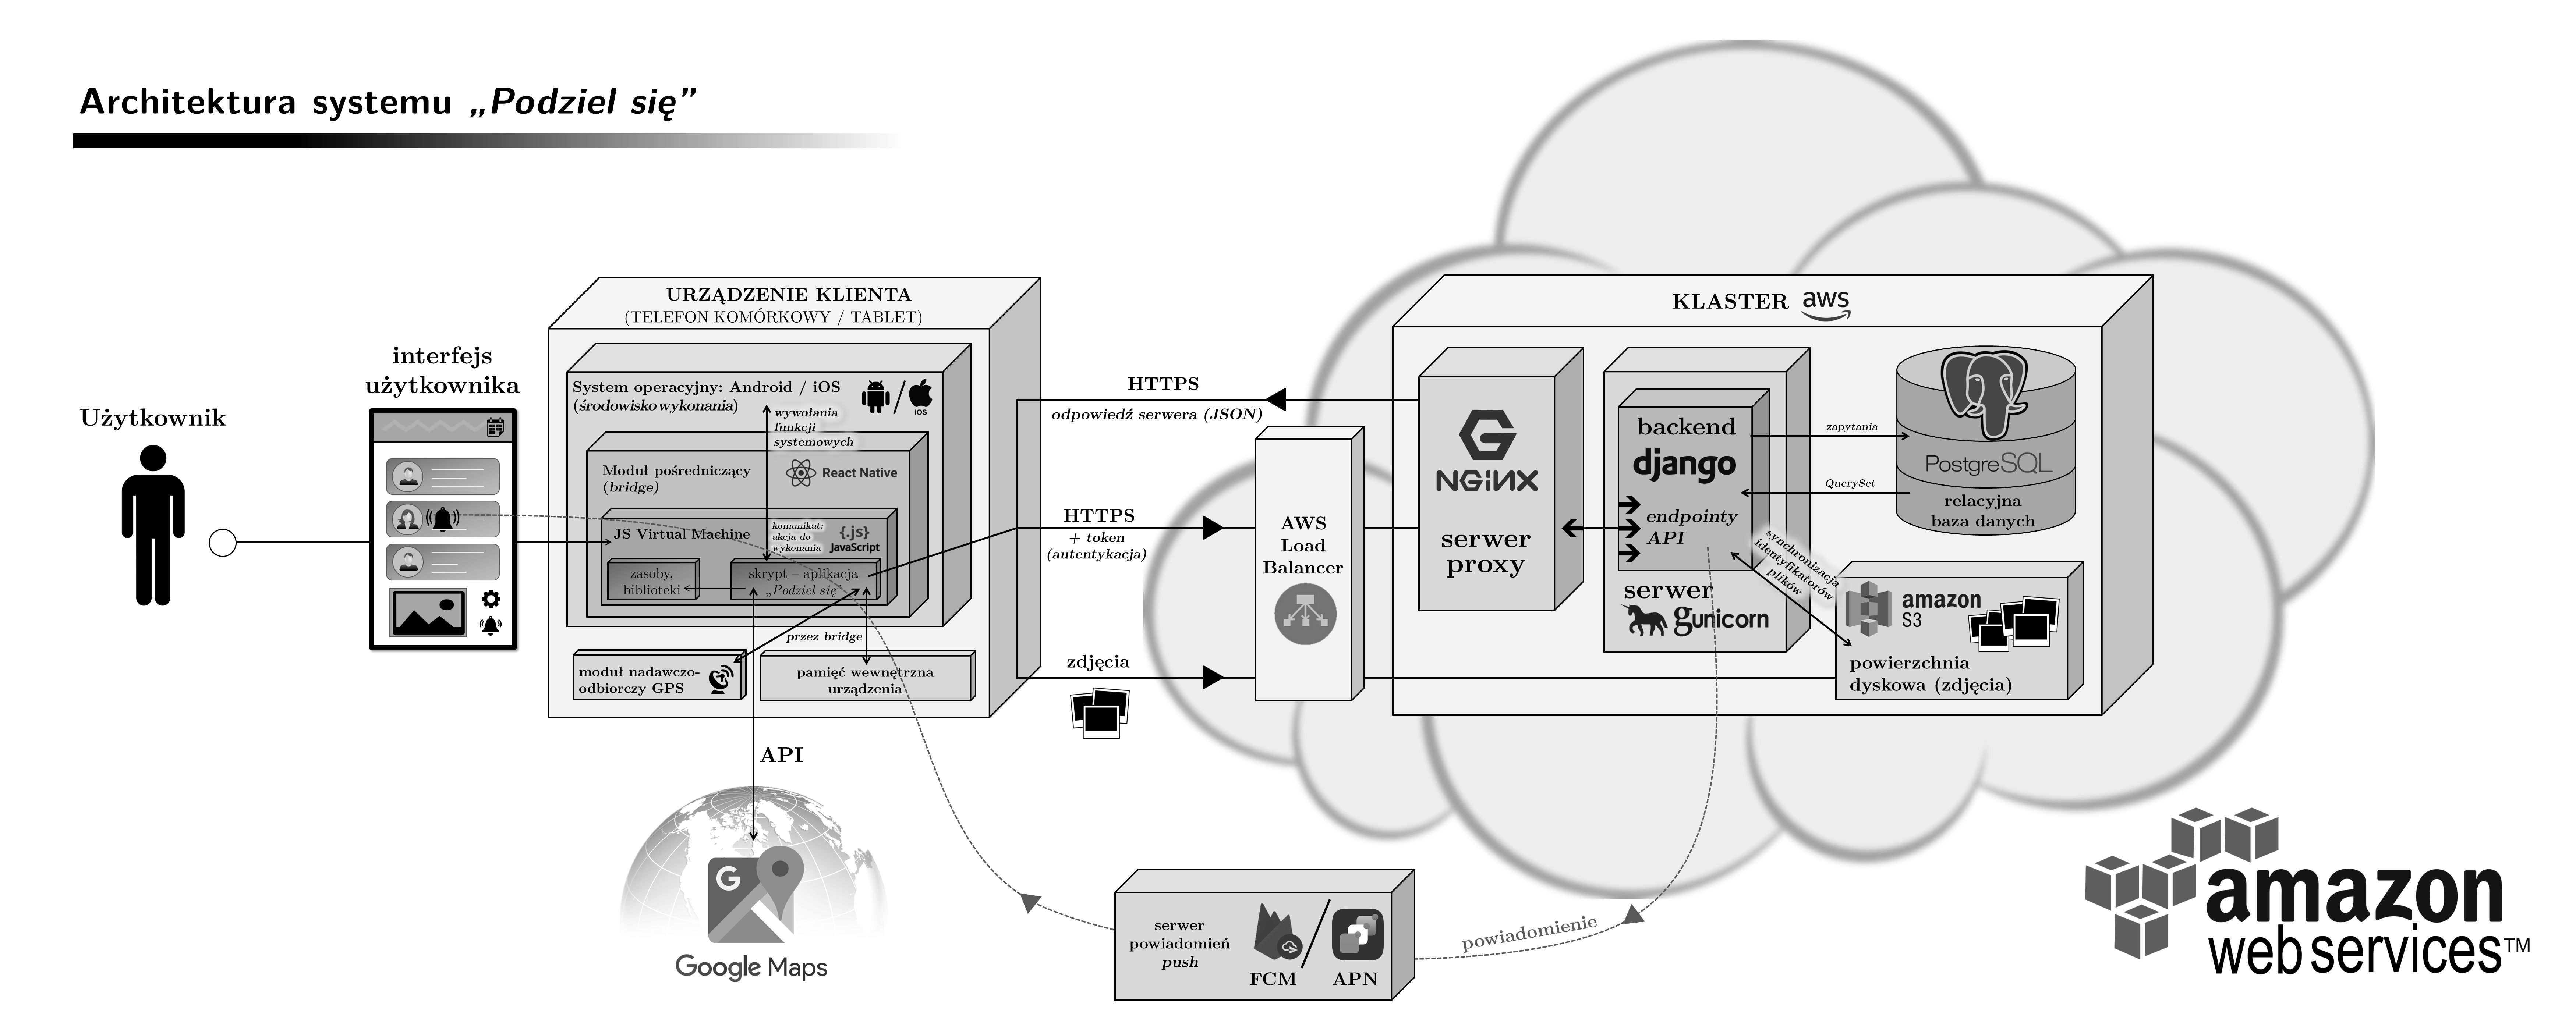 Architektura systemu „Podziel się”
Użytkownik
interfejs
użytkownika
URZĄDZENIE KLIENTA
(TELEFON KOMÓRKOWY / TABLET)
System operacyjny: Android / iOS
(środowisko wykonania)
iOS
wywołania
funkcji
systemowych
Moduł pośredniczący
(bridge)
React Native
JS Virtual Machine
komunikat:
akcja do
wykonania
{.js}
JavaScript
zasoby,
biblioteki
skrypt – aplikacja
„Podziel się”
przez bridge
moduł nadawczo-
odbiorczy GPS
pamięć wewnętrzna
urządzenia
API
G
Google Maps
HTTPS
odpowiedź serwera (JSON)
HTTPS
+ token
(autentykacja)
zdjęcia
AWS
Load
Balancer
KLASTER aws
G
NGINX
serwer
proxy
backend
django
endpointy
API
serwer
gunicorn
zapytania
QuerySet
PostgreSQL
relacyjna
baza danych
synchronizacja
identyfikatorów
plików
amazon
S3
powierzchnia
dyskowa (zdjęcia)
serwer
powiadomień
push
FCM / APN
powiadomienie
amazon
web services™